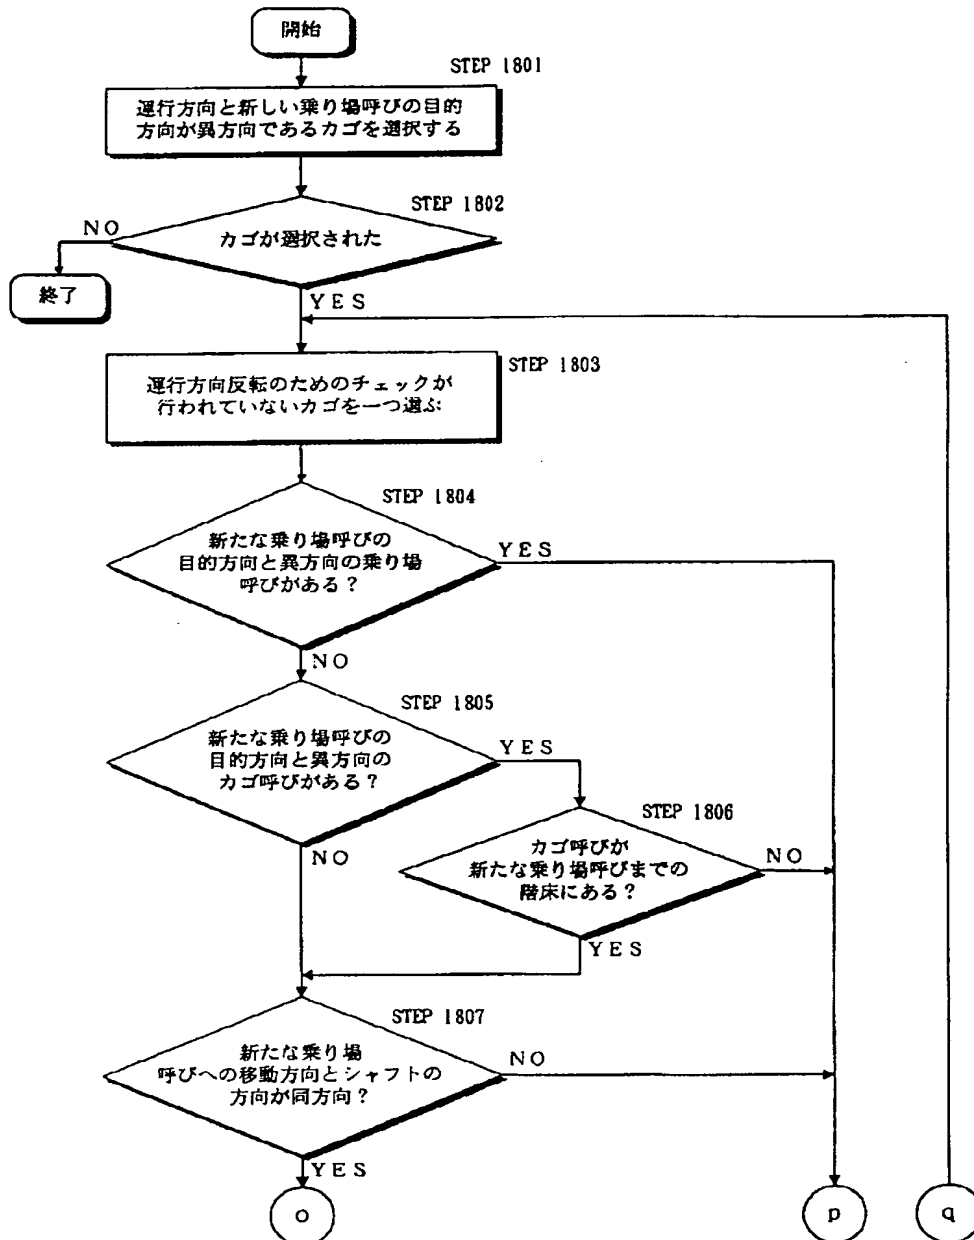 開始
STEP 1801
運行方向と新しい乗り場呼びの目的
方向が異方向であるカゴを選択する
STEP 1802
カゴが選択された
NO
終了
YES
STEP 1803
運行方向反転のためのチェックが
行われていないカゴを一つ選ぶ
STEP 1804
新たな乗り場呼びの
目的方向と異方向の乗り場
呼びがある?
YES
NO
STEP 1805
新たな乗り場呼びの
目的方向と異方向の
カゴ呼びがある?
YES
NO
STEP 1806
カゴ呼びが
新たな乗り場呼びまでの
階床にある?
NO
YES
STEP 1807
新たな乗り場
呼びへの移動方向とシャフトの
方向が同方向?
NO
YES
o
p
q